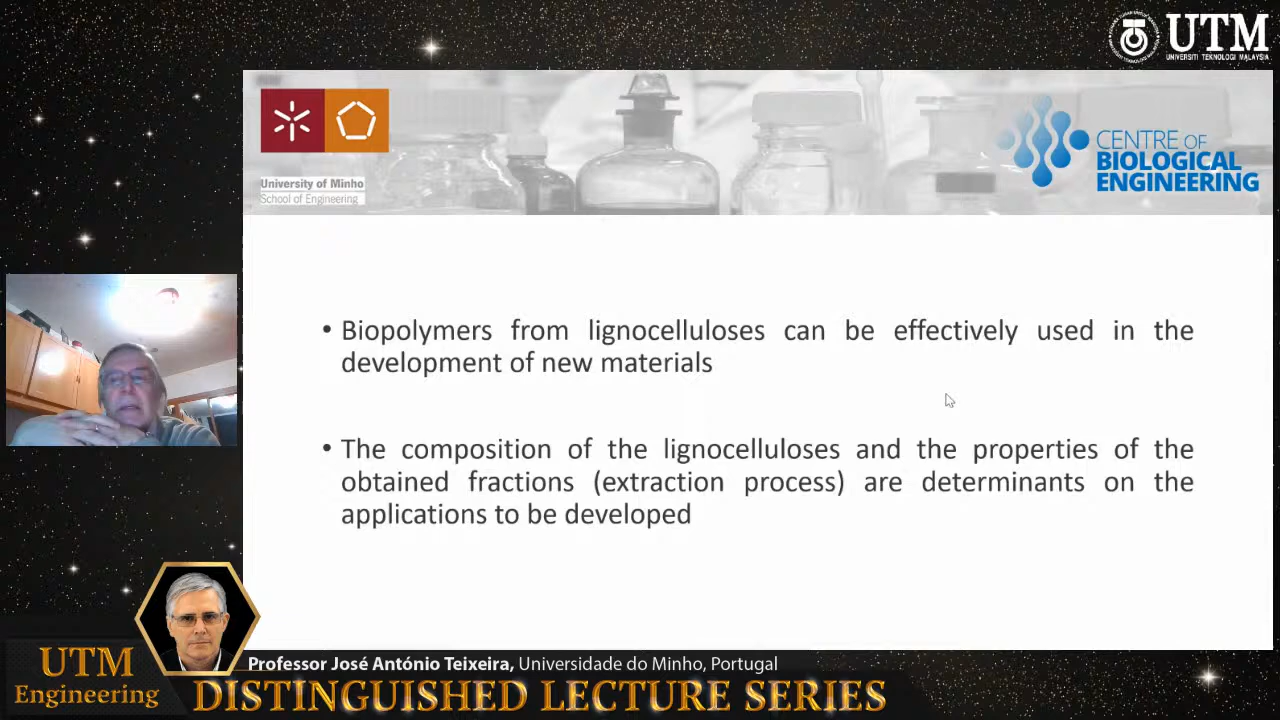 UTM
UNIVERSITI TEKNOLOGI MALAYSIA
University of Minho
School of Engineering
CENTRE OF
BIOLOGICAL
ENGINEERING
• Biopolymers from lignocelluloses can be effectively used in the
development of new materials
• The composition of the lignocelluloses and the properties of the
obtained fractions (extraction process) are determinants on the
applications to be developed
UTM
Engineering
Professor José António Teixeira, Universidade do Minho, Portugal
DISTINGUISHED LECTURE SERIES